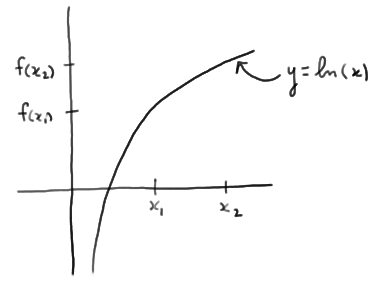 f(x₂)
y = ln(x)
f(x₁)
x₁
x₂